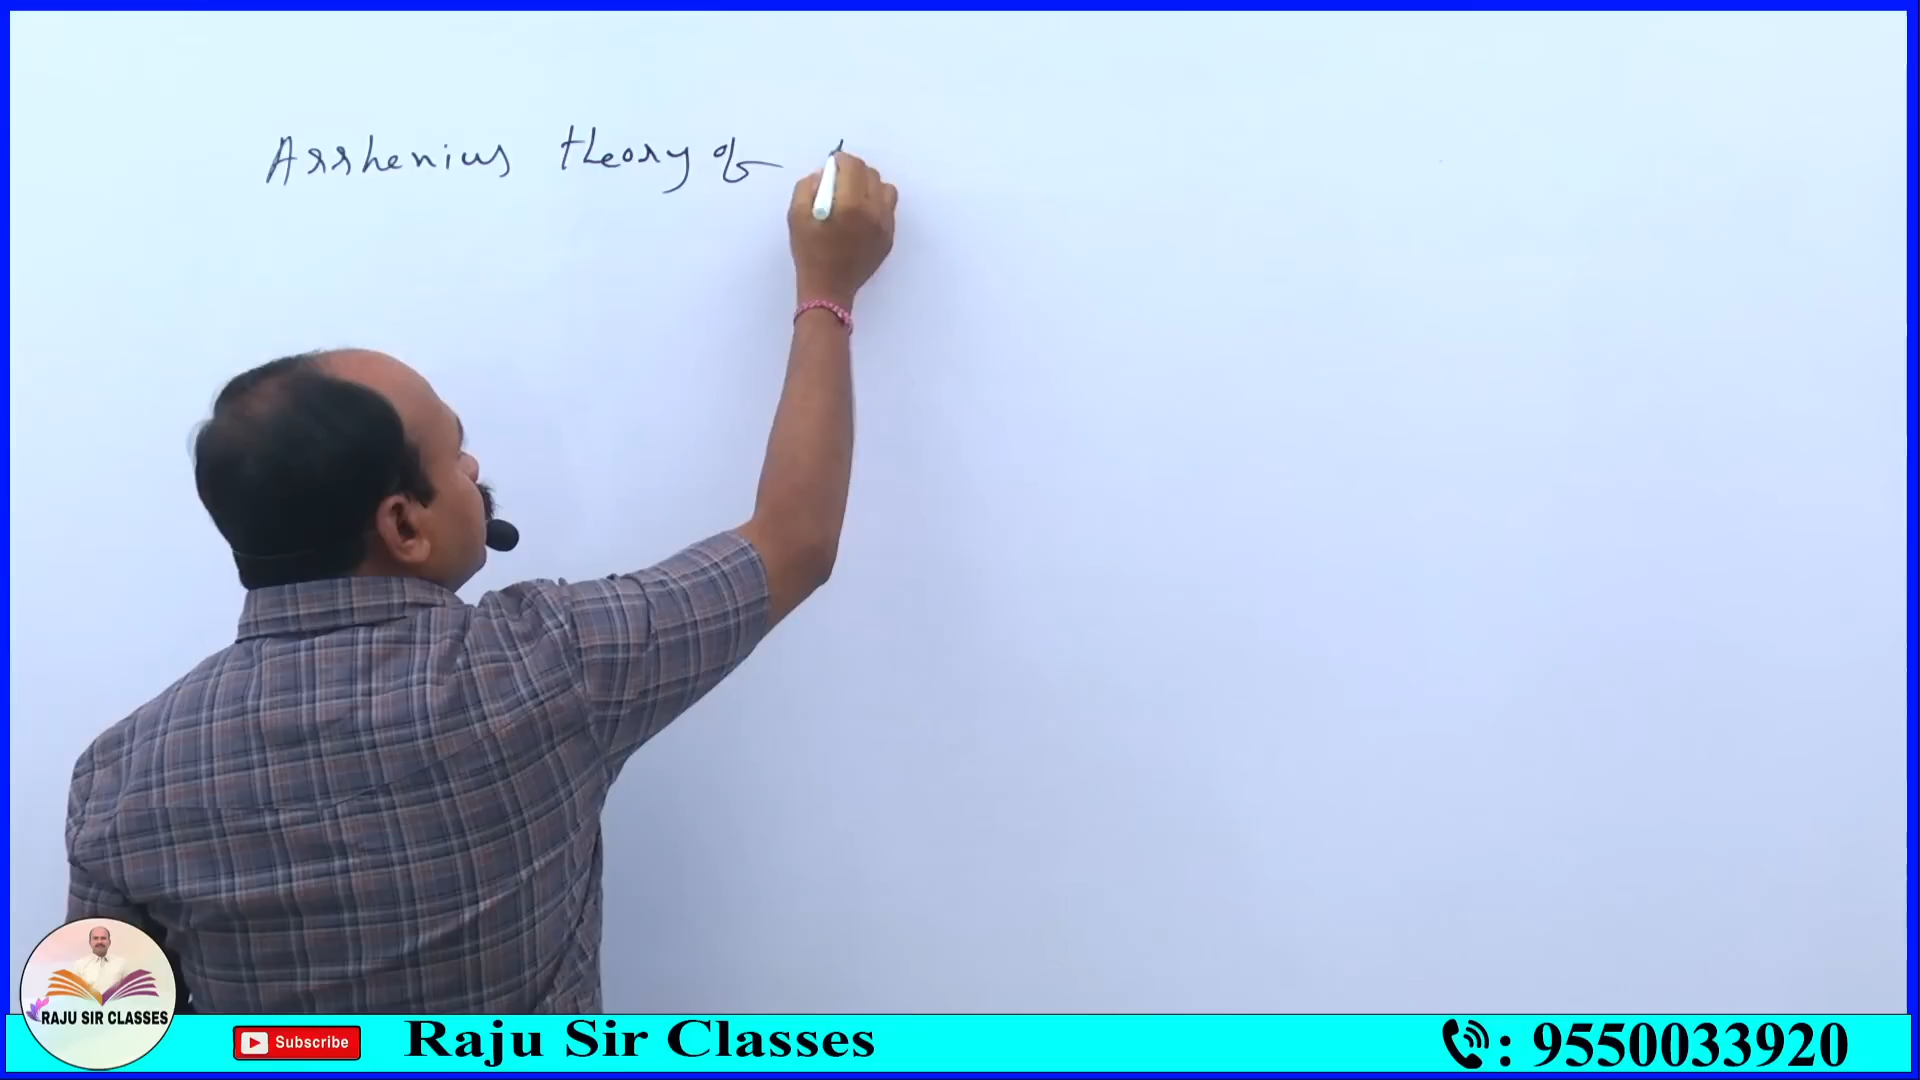 Arrhenius theory of
RAJU SIR CLASSES
Subscribe
Raju Sir Classes
: 9550033920